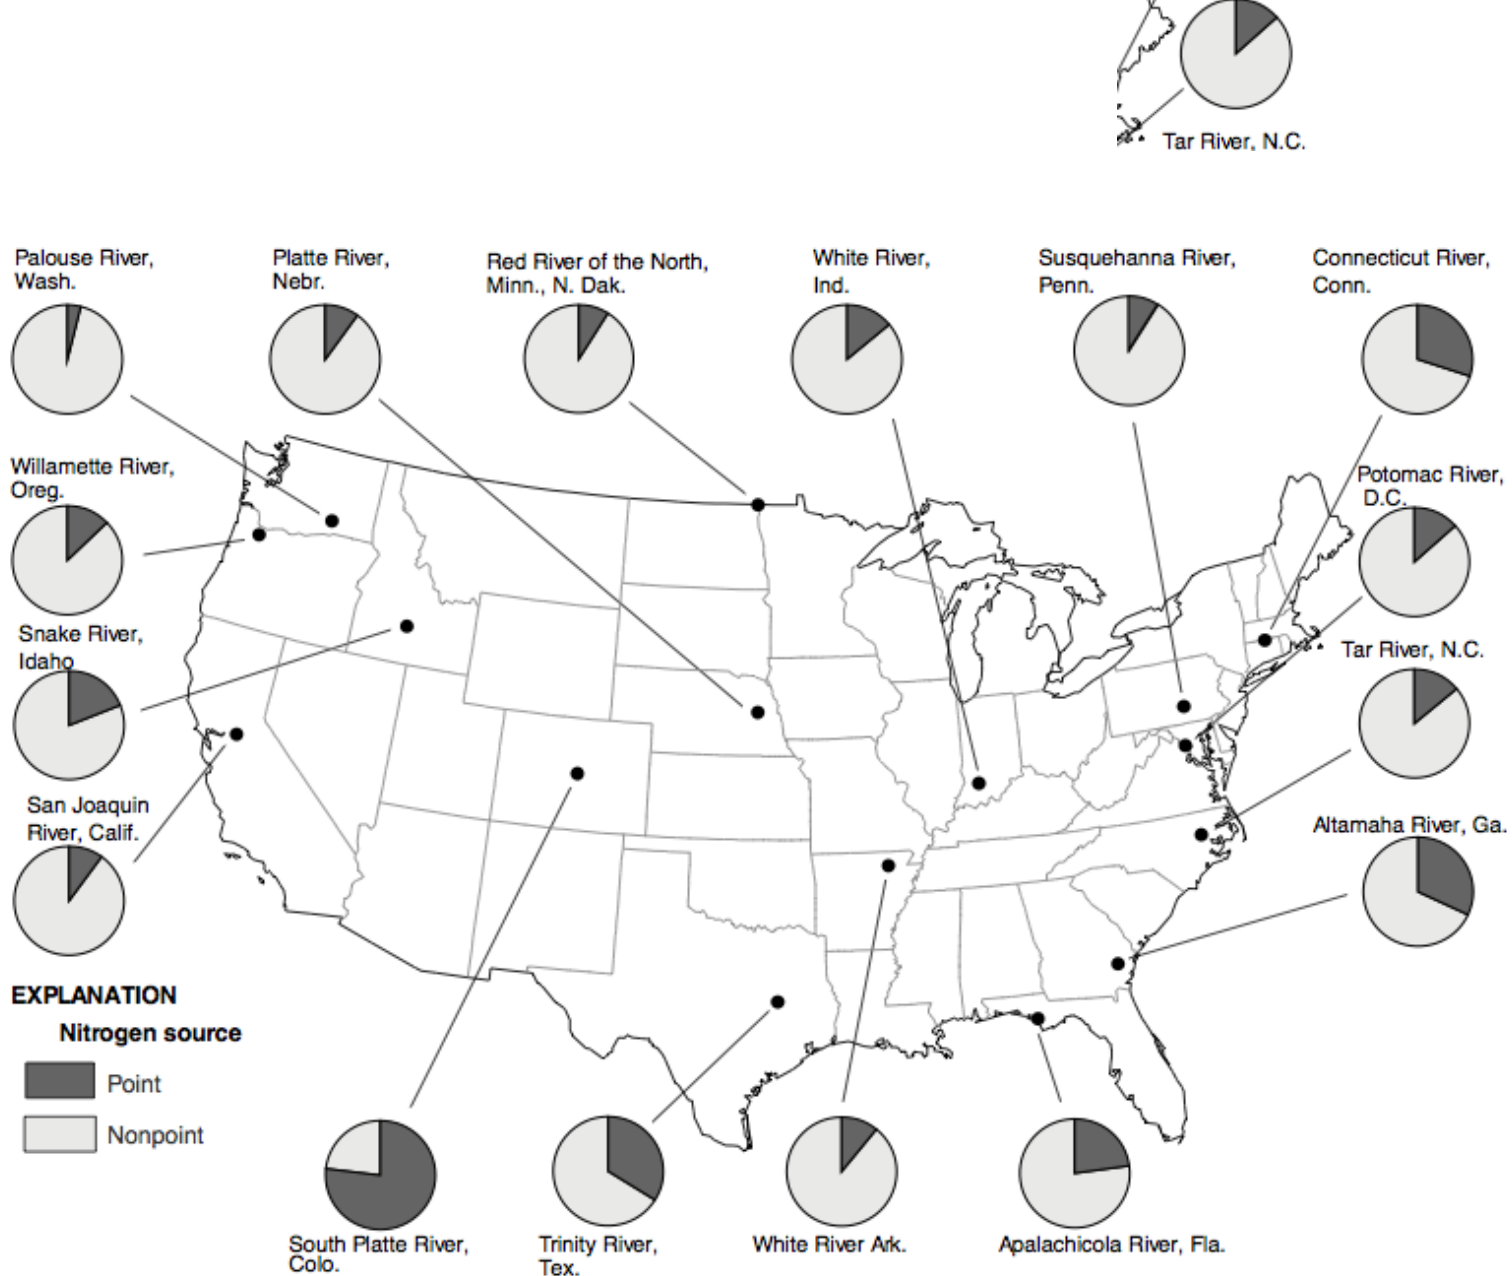 Tar River, N.C.
Palouse River,
Wash.
Platte River,
Nebr.
Red River of the North,
Minn., N. Dak.
White River,
Ind.
Susquehanna River,
Penn.
Connecticut River,
Conn.
Willamette River,
Oreg.
Potomac River,
D.C.
Snake River,
Idaho
Tar River, N.C.
San Joaquin
River, Calif.
Altamaha River, Ga.
EXPLANATION
Nitrogen source
Point
Nonpoint
South Platte River,
Colo.
Trinity River,
Tex.
White River Ark.
Apalachicola River, Fla.